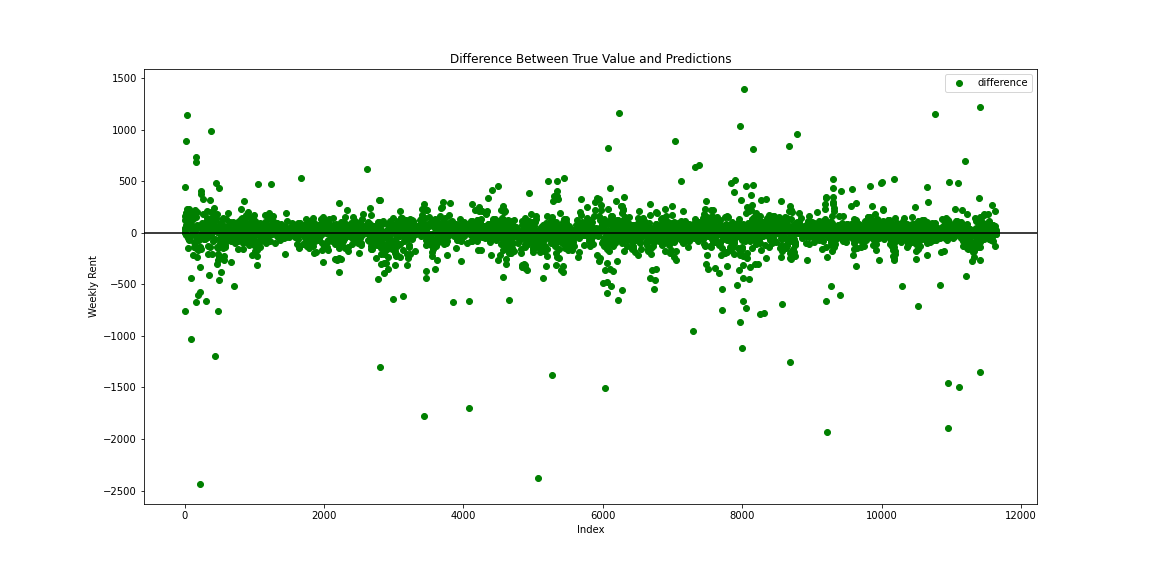 Difference Between True Value and Predictions
difference
1500
1000
500
0
−500
−1000
−1500
−2000
−2500
Weekly Rent
0 2000 4000 6000 8000 10000 12000
Index